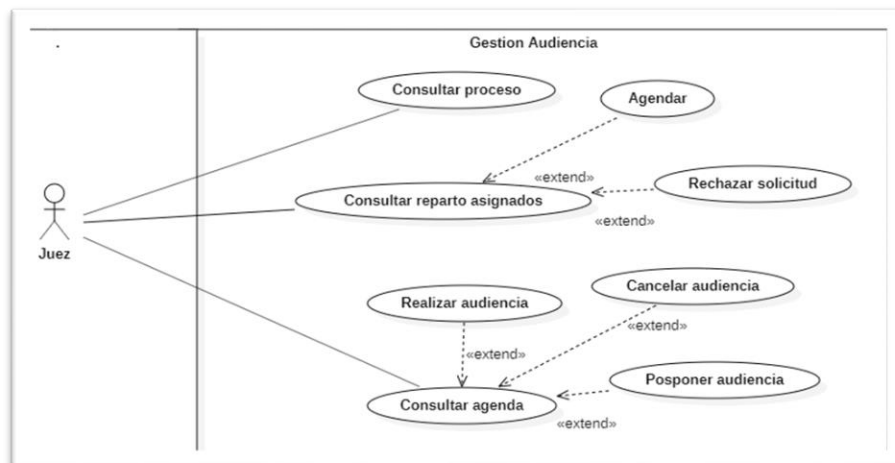 Gestion Audiencia
Consultar proceso
Agendar
«extend»
Rechazar solicitud
Consultar reparto asignados
«extend»
Juez
Cancelar audiencia
Realizar audiencia
«extend»
«extend»
Posponer audiencia
Consultar agenda
«extend»